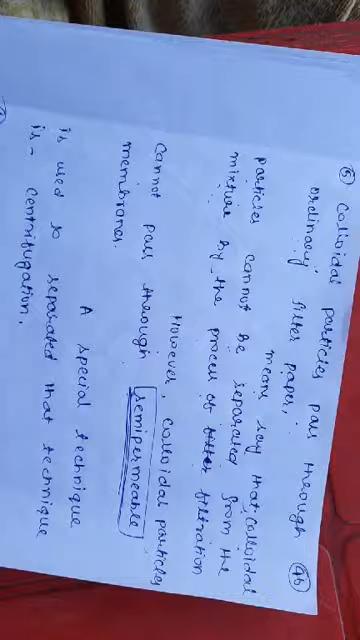 46
⑤ Colloidal particles pass through
ordinary filter paper,
means say that, colloidal
particles cannot be separated from the
mixture by the process of filtration
However, Colloidal particles
cannot pass through semipermeable
membranes.
A special technique
is used to separated that technique
is - centrifugation.